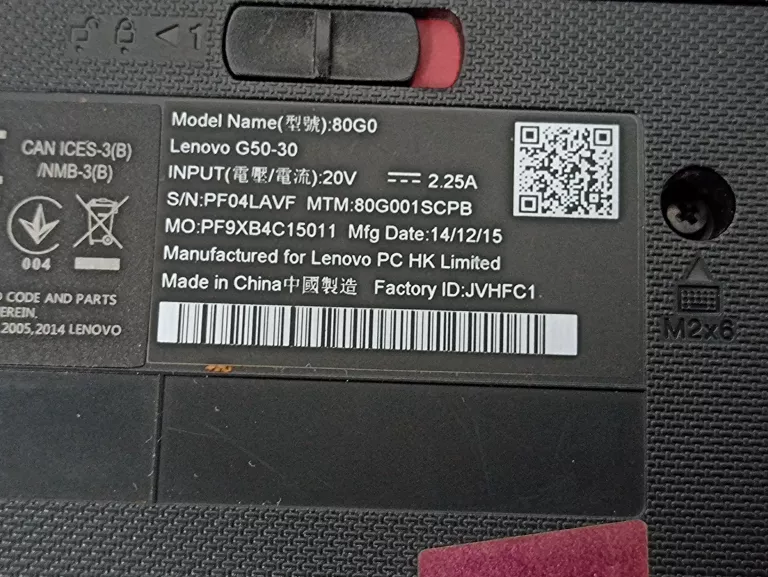 1
CAN ICES-3(B)
/NMB-3(B)
004
CODE AND PARTS
EREIN.
2005,2014 LENOVO
Model Name(型號):80G0
Lenovo G50-30
INPUT(電壓/電流):20V ⎓ 2.25A
S/N:PF04LAVF MTM:80G001SCPB
MO:PF9XB4C15011 Mfg Date:14/12/15
Manufactured for Lenovo PC HK Limited
Made in China中國製造 Factory ID:JVHFC1
M2x6